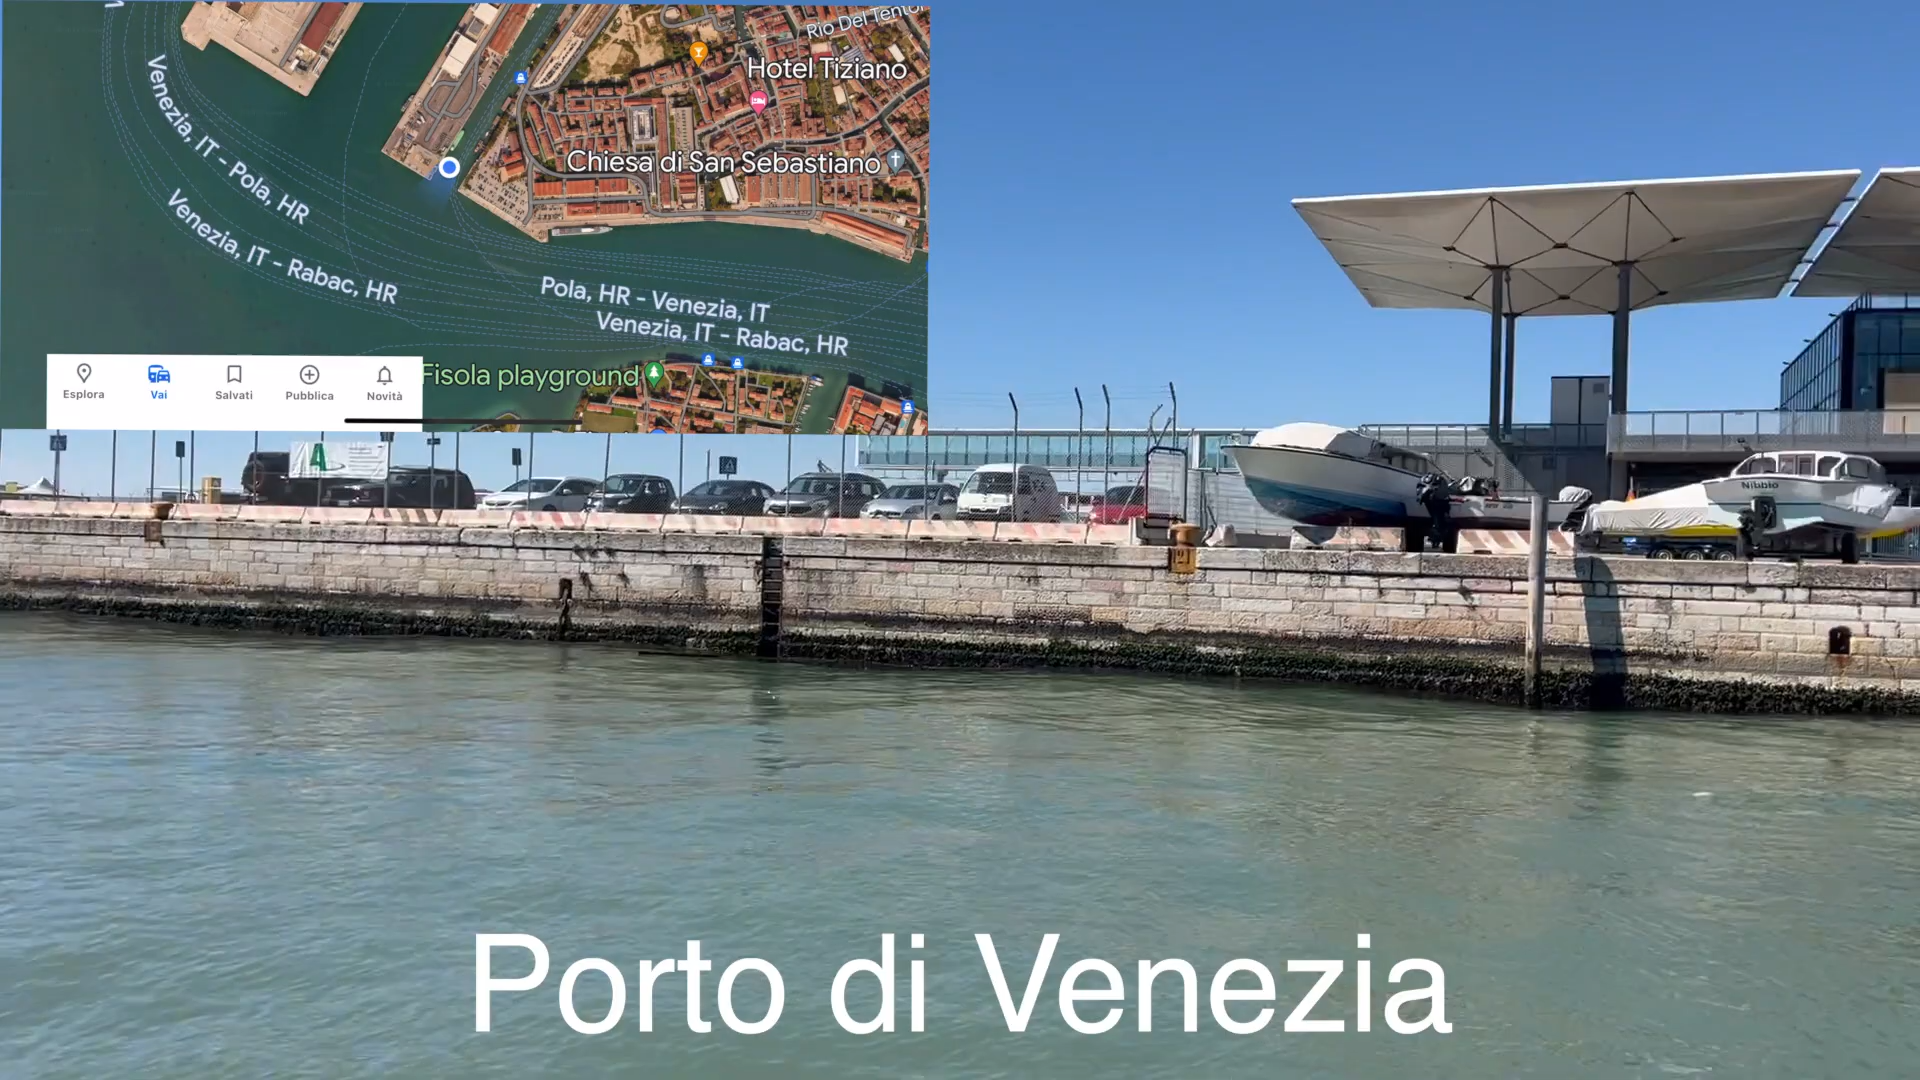 Rio Del Tentor
Hotel Tiziano
Chiesa di San Sebastiano
Venezia, IT - Pola, HR
Venezia, IT - Rabac, HR
Pola, HR - Venezia, IT
Venezia, IT - Rabac, HR
Fisola playground
Esplora
Vai
Salvati
Pubblica
Novità
A
Nibbio
21
Porto di Venezia